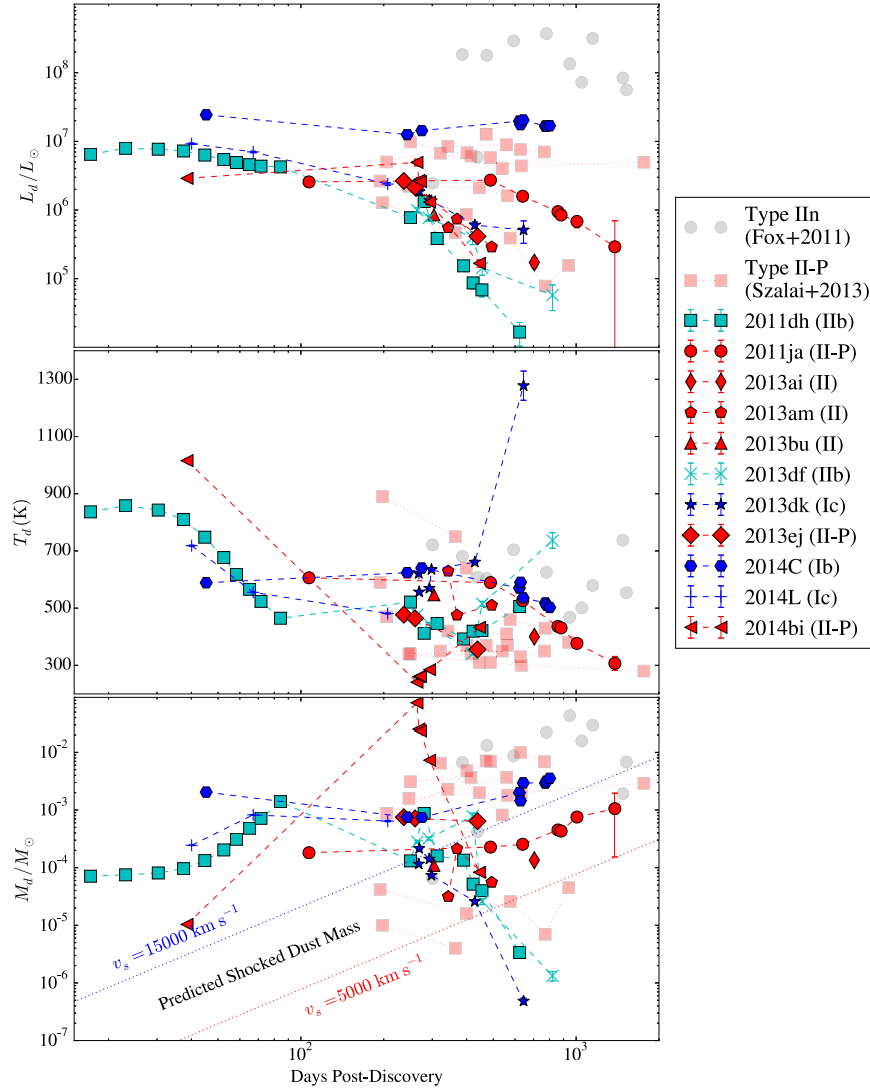 10^8
10^7
10^6
10^5
L_d/L_⊙
1300
1100
900
700
500
300
T_d(K)
10^-2
10^-3
10^-4
10^-5
10^-6
10^-7
M_d/M_⊙
v_s = 15000 km s^-1
Predicted Shocked Dust Mass
v_s = 5000 km s^-1
10^2
10^3
Days Post-Discovery
Type IIn
(Fox+2011)
Type II-P
(Szalai+2013)
2011dh (IIb)
2011ja (II-P)
2013ai (II)
2013am (II)
2013bu (II)
2013df (IIb)
2013dk (Ic)
2013ej (II-P)
2014C (Ib)
2014L (Ic)
2014bi (II-P)